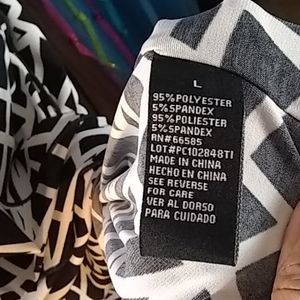 L
95%POLYESTER
5%SPANDEX
95%POLIESTER
5%SPANDEX
RN#66585
LOT#PC102848TI
MADE IN CHINA
HECHO EN CHINA
SEE REVERSE
FOR CARE
VER AL DORSO
PARA CUIDADO